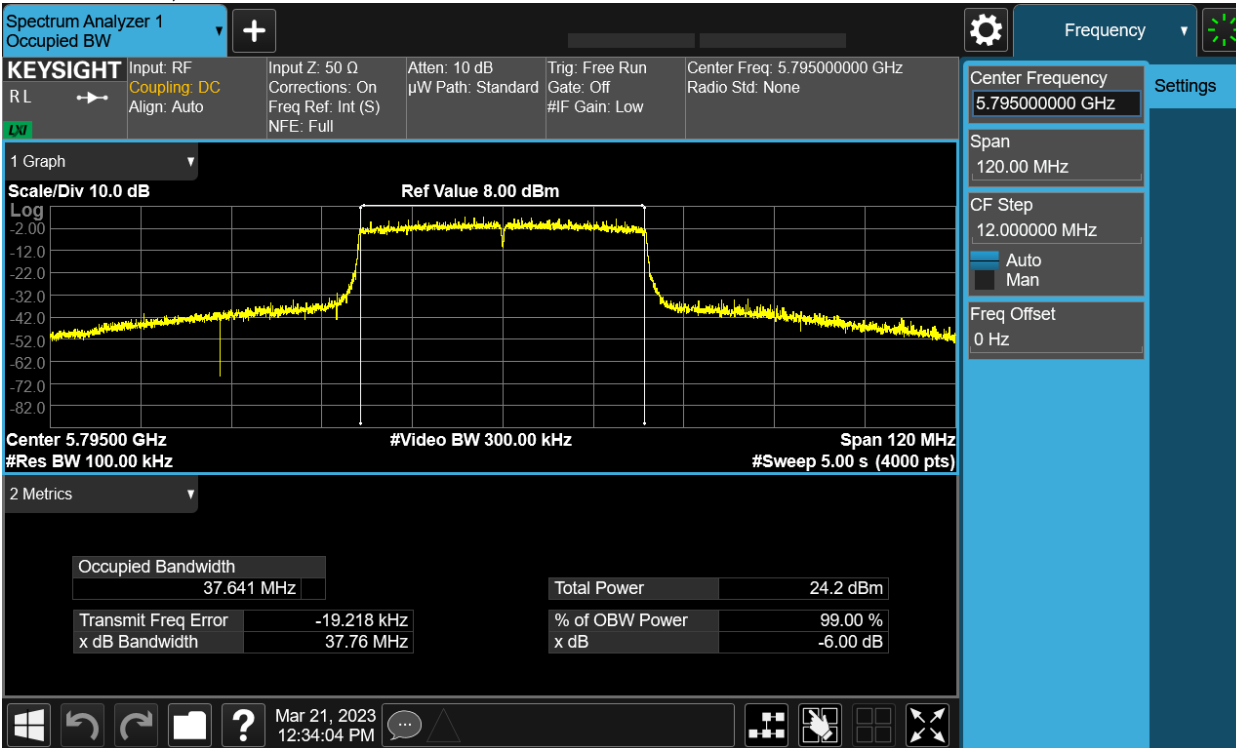 Spectrum Analyzer 1
Occupied BW
Frequency
KEYSIGHT
R L
LXI
Input: RF
Coupling: DC
Align: Auto
Input Z: 50 Ω
Corrections: On
Freq Ref: Int (S)
NFE: Full
Atten: 10 dB
µW Path: Standard
Trig: Free Run
Gate: Off
#IF Gain: Low
Center Freq: 5.795000000 GHz
Radio Std: None
Center Frequency
5.795000000 GHz
Settings
Span
120.00 MHz
CF Step
12.000000 MHz
Auto
Man
Freq Offset
0 Hz
1 Graph
Scale/Div 10.0 dB
Ref Value 8.00 dBm
Log
-2.00
-12.0
-22.0
-32.0
-42.0
-52.0
-62.0
-72.0
-82.0
Center 5.79500 GHz
#Video BW 300.00 kHz
Span 120 MHz
#Res BW 100.00 kHz
#Sweep 5.00 s (4000 pts)
2 Metrics
Occupied Bandwidth
37.641 MHz
Total Power 24.2 dBm
Transmit Freq Error -19.218 kHz
% of OBW Power 99.00 %
x dB Bandwidth 37.76 MHz
x dB -6.00 dB
?
Mar 21, 2023
12:34:04 PM